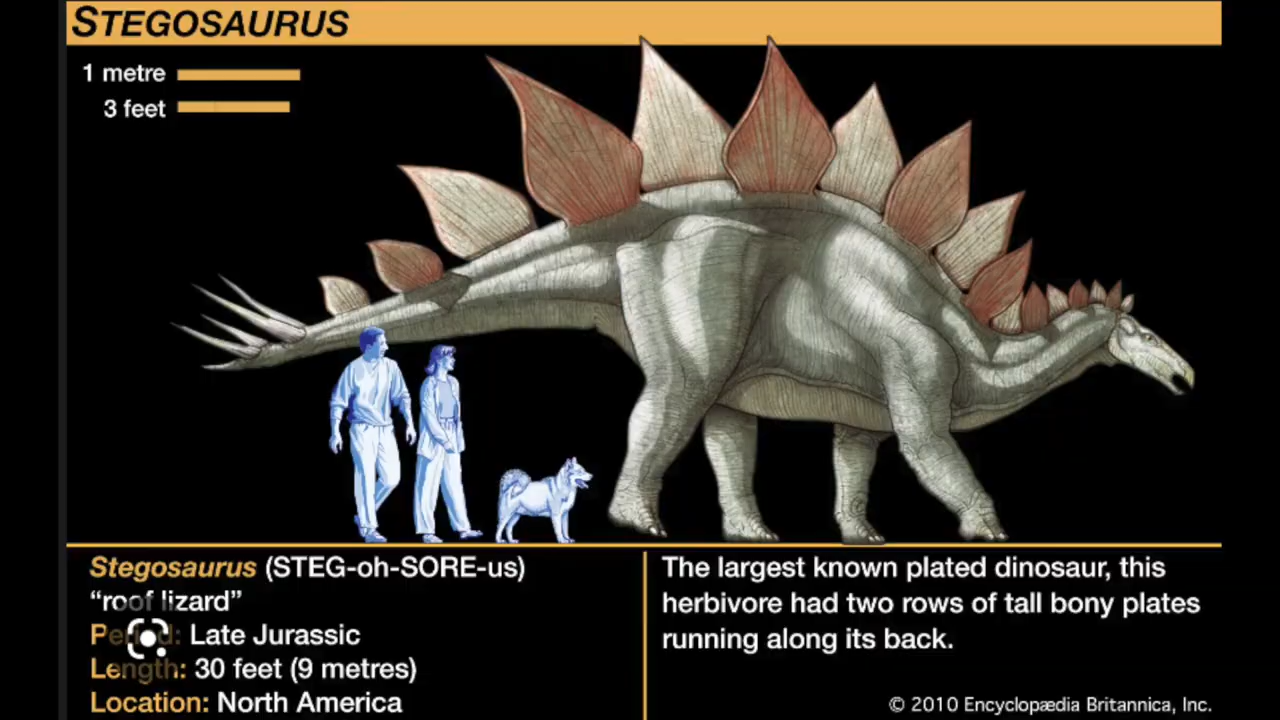 STEGOSAURUS
1 metre
3 feet
Stegosaurus (STEG-oh-SORE-us)
“roof lizard”
Period: Late Jurassic
Length: 30 feet (9 metres)
Location: North America
The largest known plated dinosaur, this
herbivore had two rows of tall bony plates
running along its back.
© 2010 Encyclopædia Britannica, Inc.